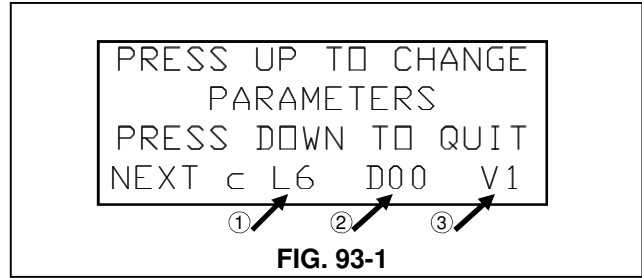 PRESS UP TO CHANGE
PARAMETERS
PRESS DOWN TO QUIT
NEXT c L6 D00 V1
① ② ③
FIG. 93-1